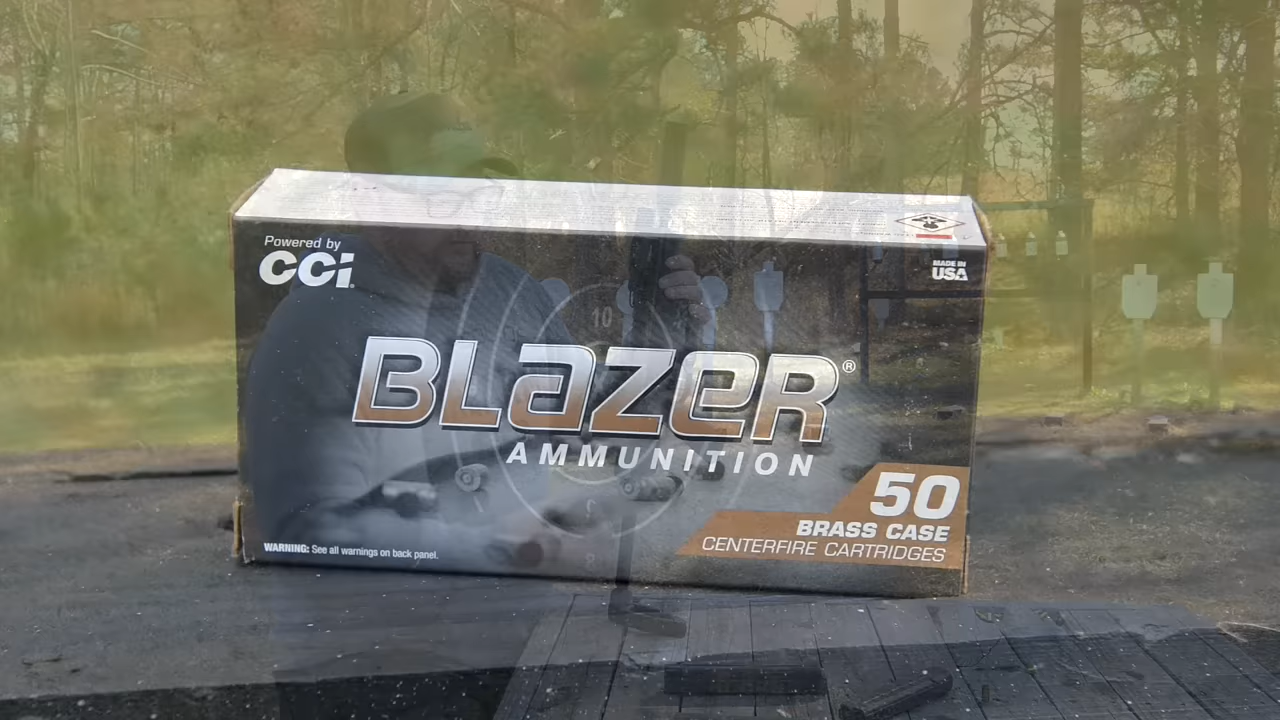 Powered by
CCI®
MADE IN
USA
10
BLazeR®
AMMUNITION
50
BRASS CASE
CENTERFIRE CARTRIDGES
WARNING: See all warnings on back panel.